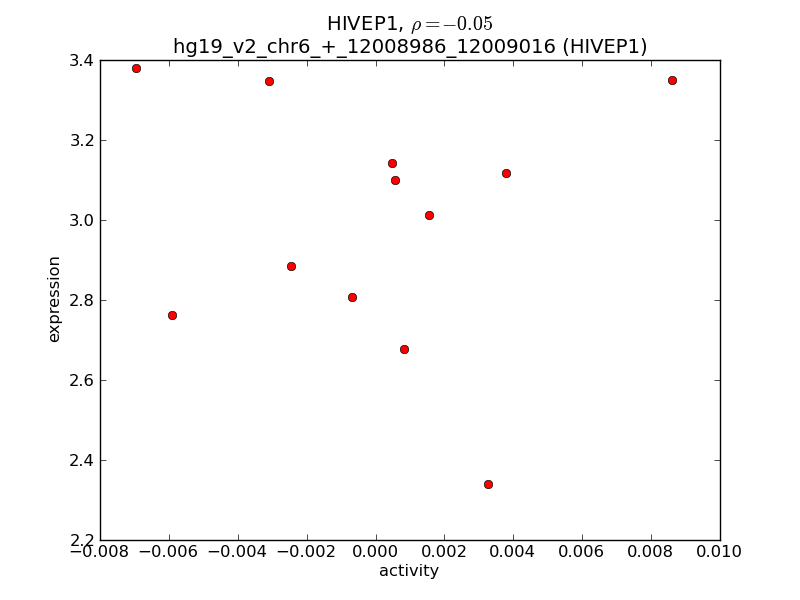 HIVEP1, ρ=−0.05
hg19_v2_chr6_+_12008986_12009016 (HIVEP1)
3.4
3.2
3.0
2.8
2.6
2.4
2.2
expression
−0.008 −0.006 −0.004 −0.002 0.000 0.002 0.004 0.006 0.008 0.010
activity